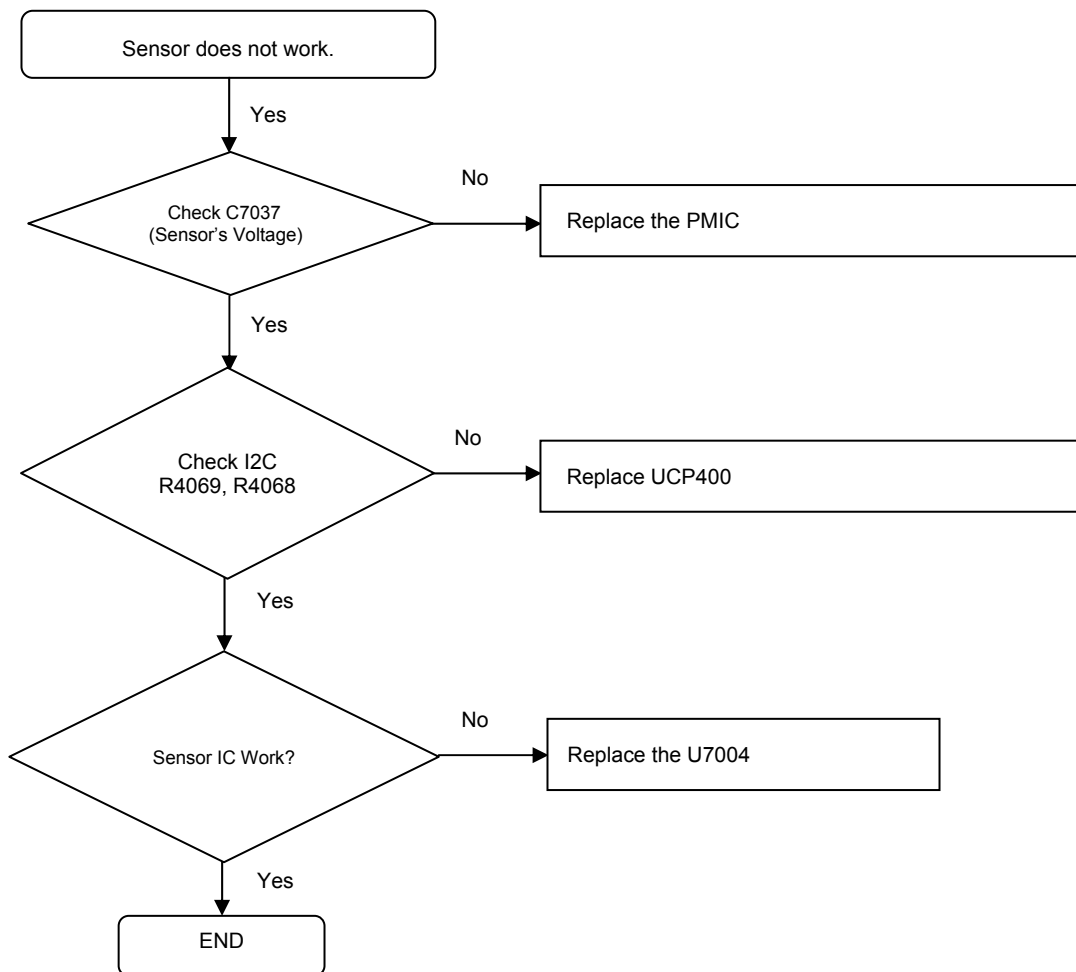 Sensor does not work.
Yes
Check C7037
(Sensor’s Voltage)
No
Replace the PMIC
Yes
Check I2C
R4069, R4068
No
Replace UCP400
Yes
Sensor IC Work?
No
Replace the U7004
Yes
END